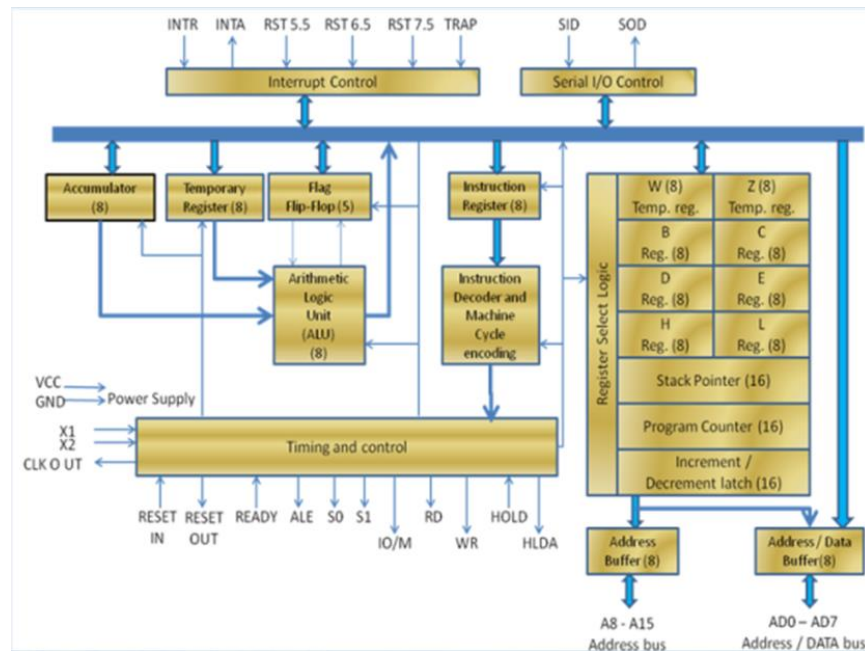 INTR INTA RST 5.5 RST 6.5 RST 7.5 TRAP SID SOD
Interrupt Control
Serial I/O Control
Accumulator
(8)
Temporary
Register (8)
Flag
Flip-Flop (5)
Instruction
Register (8)
Arithmetic
Logic
Unit
(ALU)
(8)
Instruction
Decoder and
Machine
Cycle
encoding
Register Select Logic
W (8)
Temp. reg.
Z (8)
Temp. reg.
B
Reg. (8)
C
Reg. (8)
D
Reg. (8)
E
Reg. (8)
H
Reg. (8)
L
Reg. (8)
Stack Pointer (16)
Program Counter (16)
Increment /
Decrement latch (16)
VCC
GND
Power Supply
X1
X2
CLK O UT
Timing and control
RESET
IN
RESET
OUT
READY
ALE
S0
S1
IO/M
RD
WR
HOLD
HLDA
Address
Buffer (8)
Address / Data
Buffer(8)
A8 - A15
Address bus
AD0 – AD7
Address / DATA bus